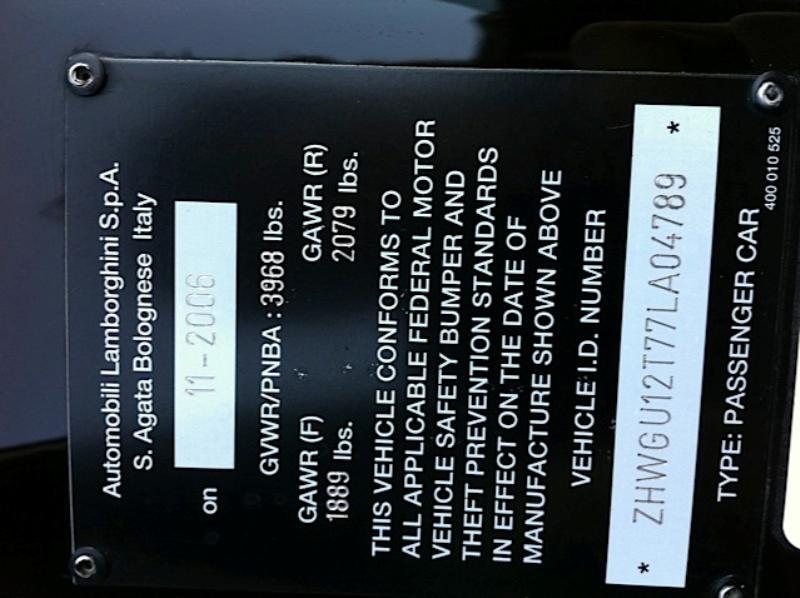 Automobili Lamborghini S.p.A.
S. Agata Bolognese Italy
on 11-2006
GVWR/PNBA : 3968 lbs.
GAWR (F) GAWR (R)
1889 lbs. 2079 lbs.
THIS VEHICLE CONFORMS TO
ALL APPLICABLE FEDERAL MOTOR
VEHICLE SAFETY BUMPER AND
THEFT PREVENTION STANDARDS
IN EFFECT ON THE DATE OF
MANUFACTURE SHOWN ABOVE
VEHICLE I.D. NUMBER
* ZHWGU12T77LA04789 *
TYPE: PASSENGER CAR
400 010 525